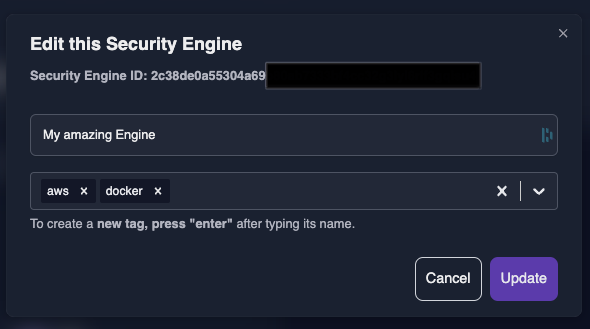 Edit this Security Engine
Security Engine ID: 2c38de0a55304a69
My amazing Engine
aws × docker ×
To create a new tag, press "enter" after typing its name.
Cancel Update